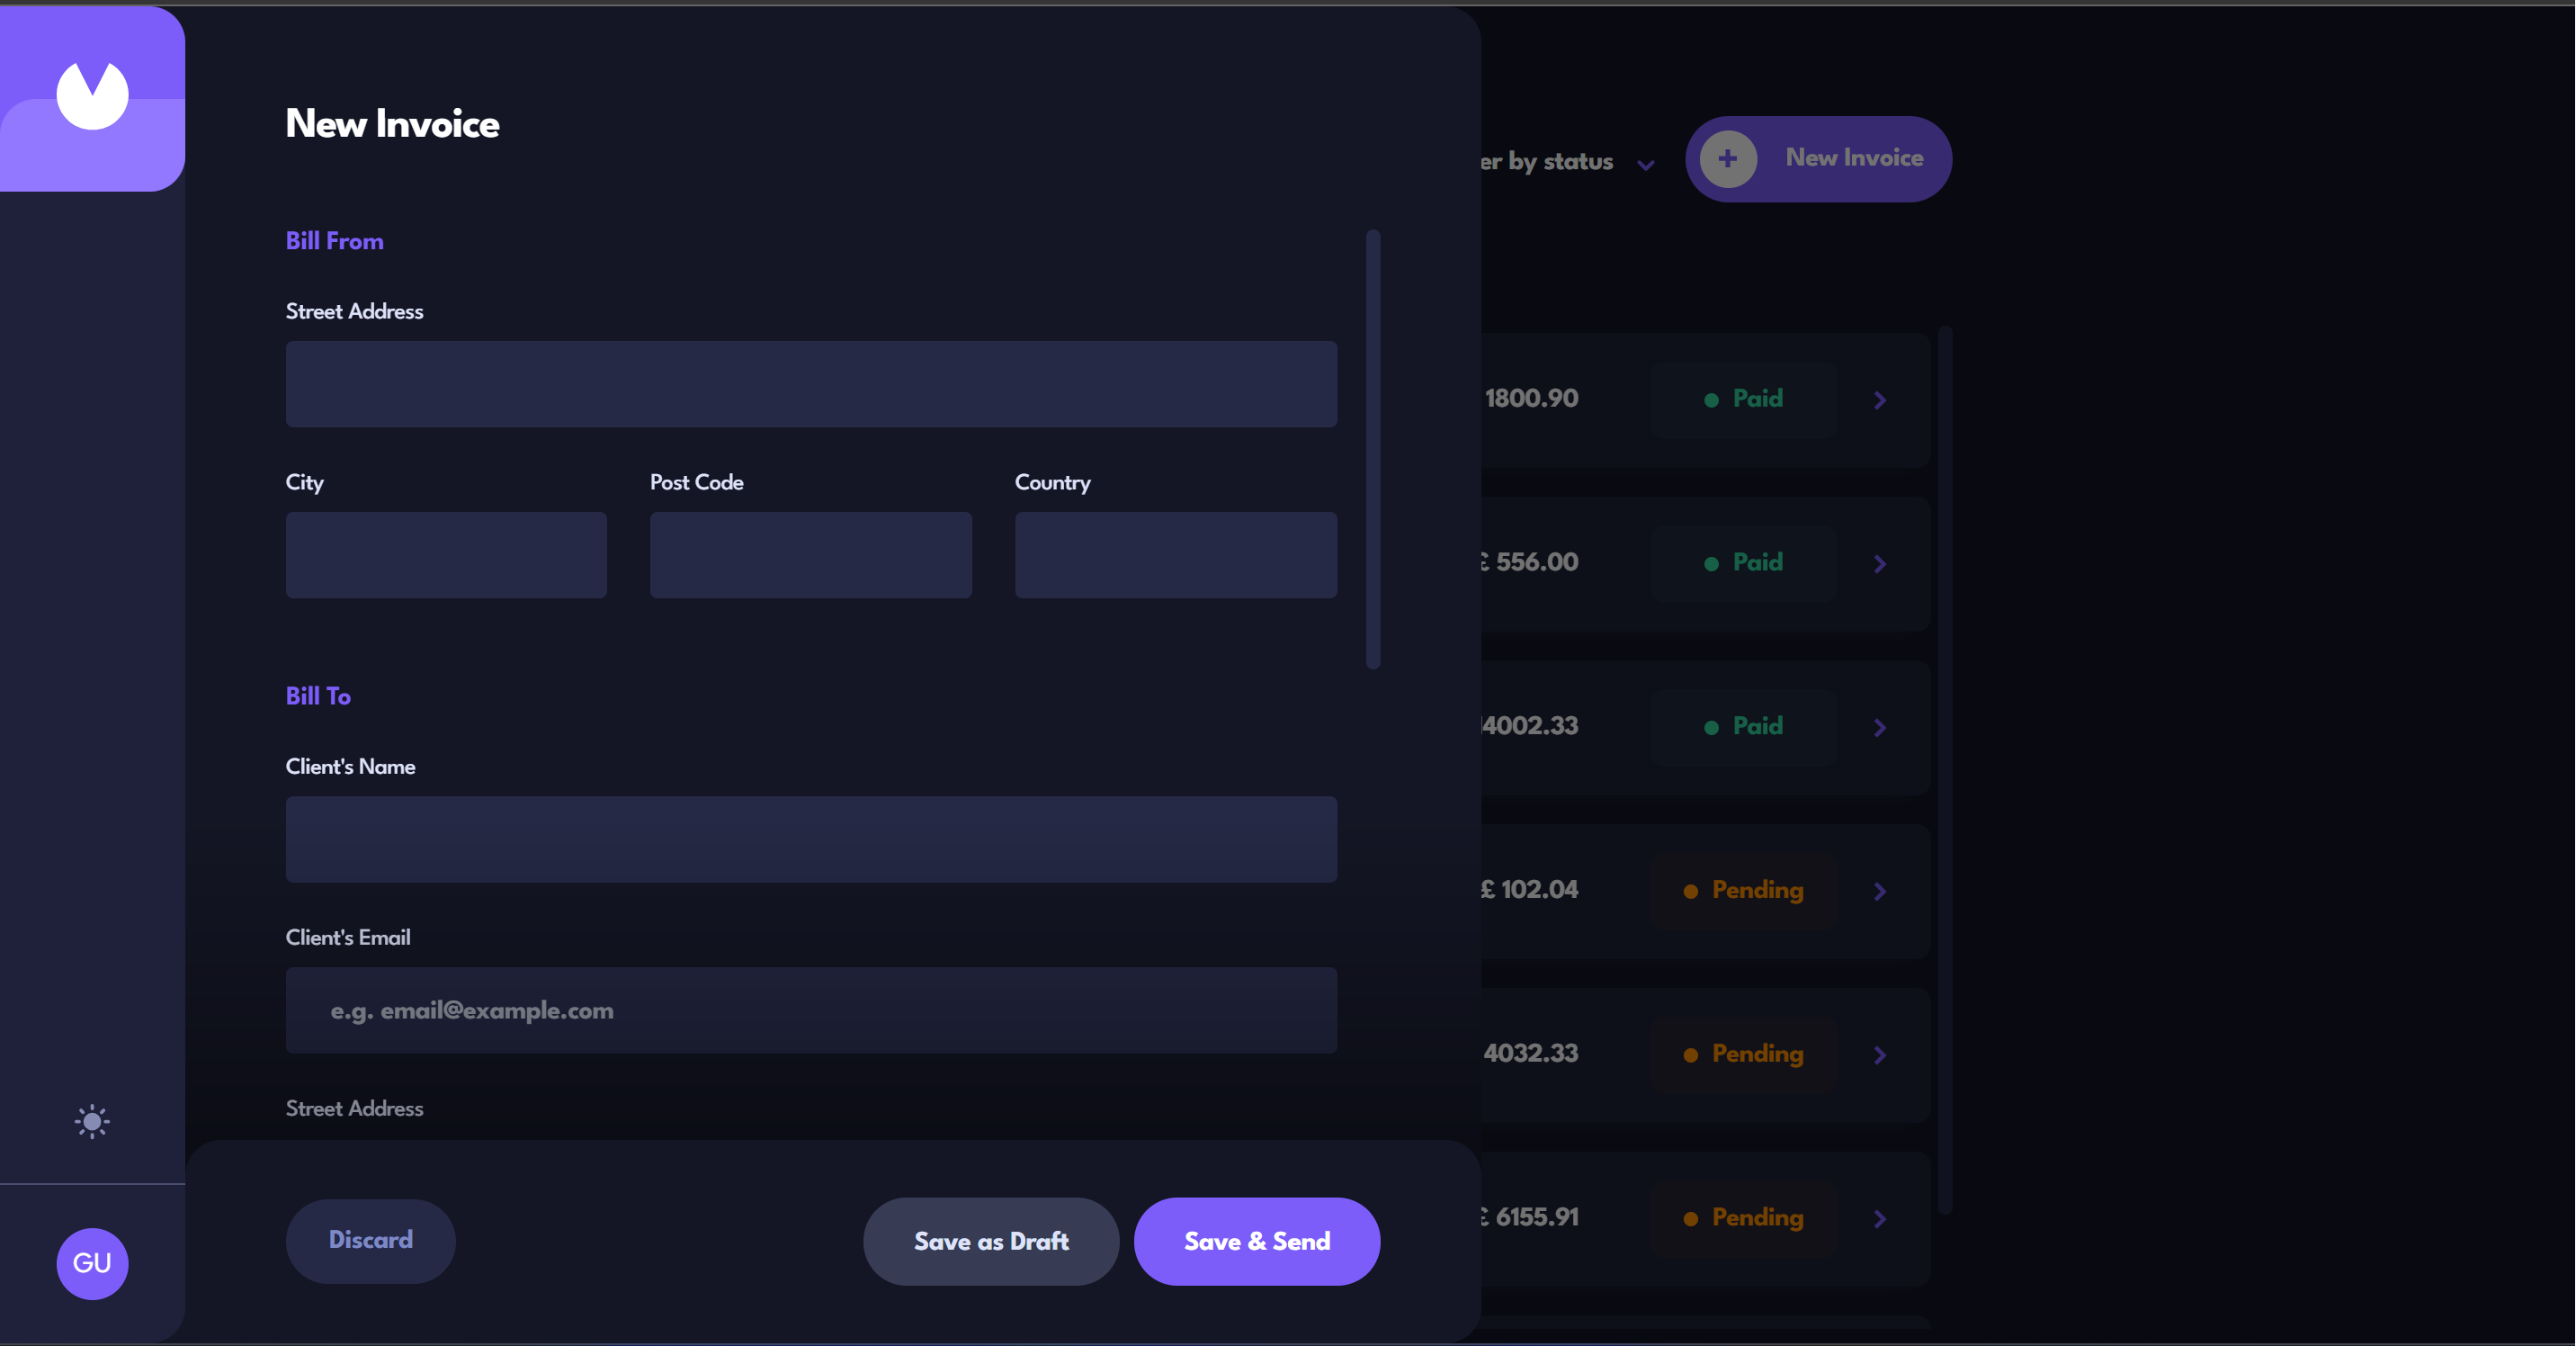 New Invoice
Bill From
Street Address
City Post Code Country
Bill To
Client's Name
Client's Email
e.g. email@example.com
Street Address
Discard Save as Draft Save & Send
GU
by status New Invoice
1800.90 Paid
£ 556.00 Paid
4002.33 Paid
£ 102.04 Pending
4032.33 Pending
£ 6155.91 Pending